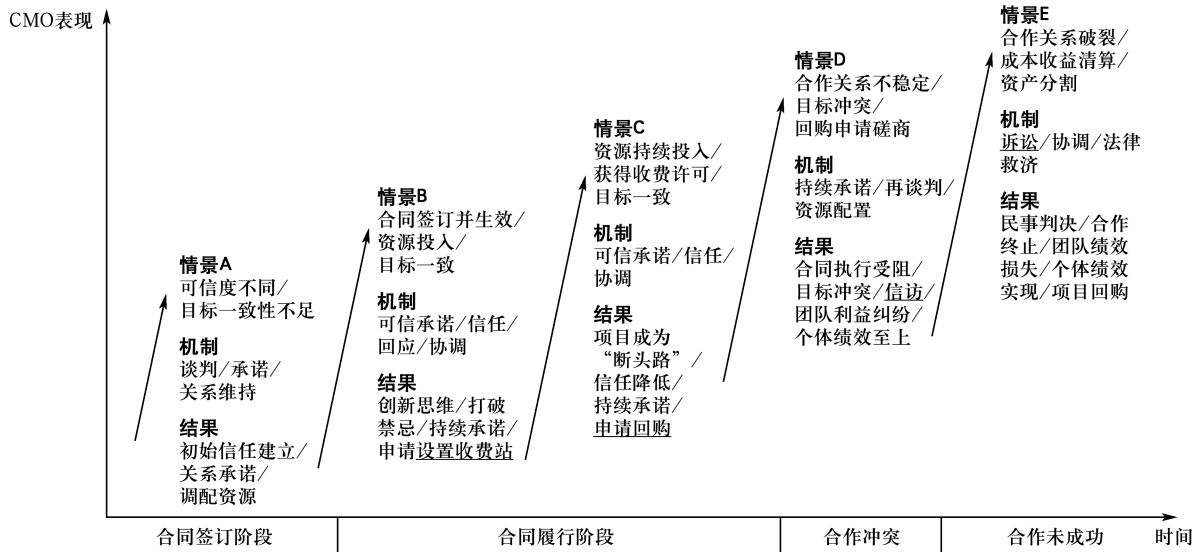 CMO表现
情景A
可信度不同/
目标一致性不足
机制
谈判/承诺/
关系维持
结果
初始信任建立/
关系承诺/
调配资源
情景B
合同签订并生效/
资源投入/
目标一致
机制
可信承诺/信任/
回应/协调
结果
创新思维/打破
禁忌/持续承诺/
申请设置收费站
情景C
资源持续投入/
获得收费许可/
目标一致
机制
可信承诺/信任/
协调
结果
项目成为
“断头路”/
信任降低/
持续承诺/
申请回购
情景D
合作关系不稳定/
目标冲突/
回购申请磋商
机制
持续承诺/再谈判/
资源配置
结果
合同执行受阻/
目标冲突/信访/
团队利益纠纷/
个体绩效至上
情景E
合作关系破裂/
成本收益清算/
资产分割
机制
诉讼/协调/法律
救济
结果
民事判决/合作
终止/团队绩效
损失/个体绩效
实现/项目回购
合同签订阶段
合同履行阶段
合作冲突
合作未成功
时间